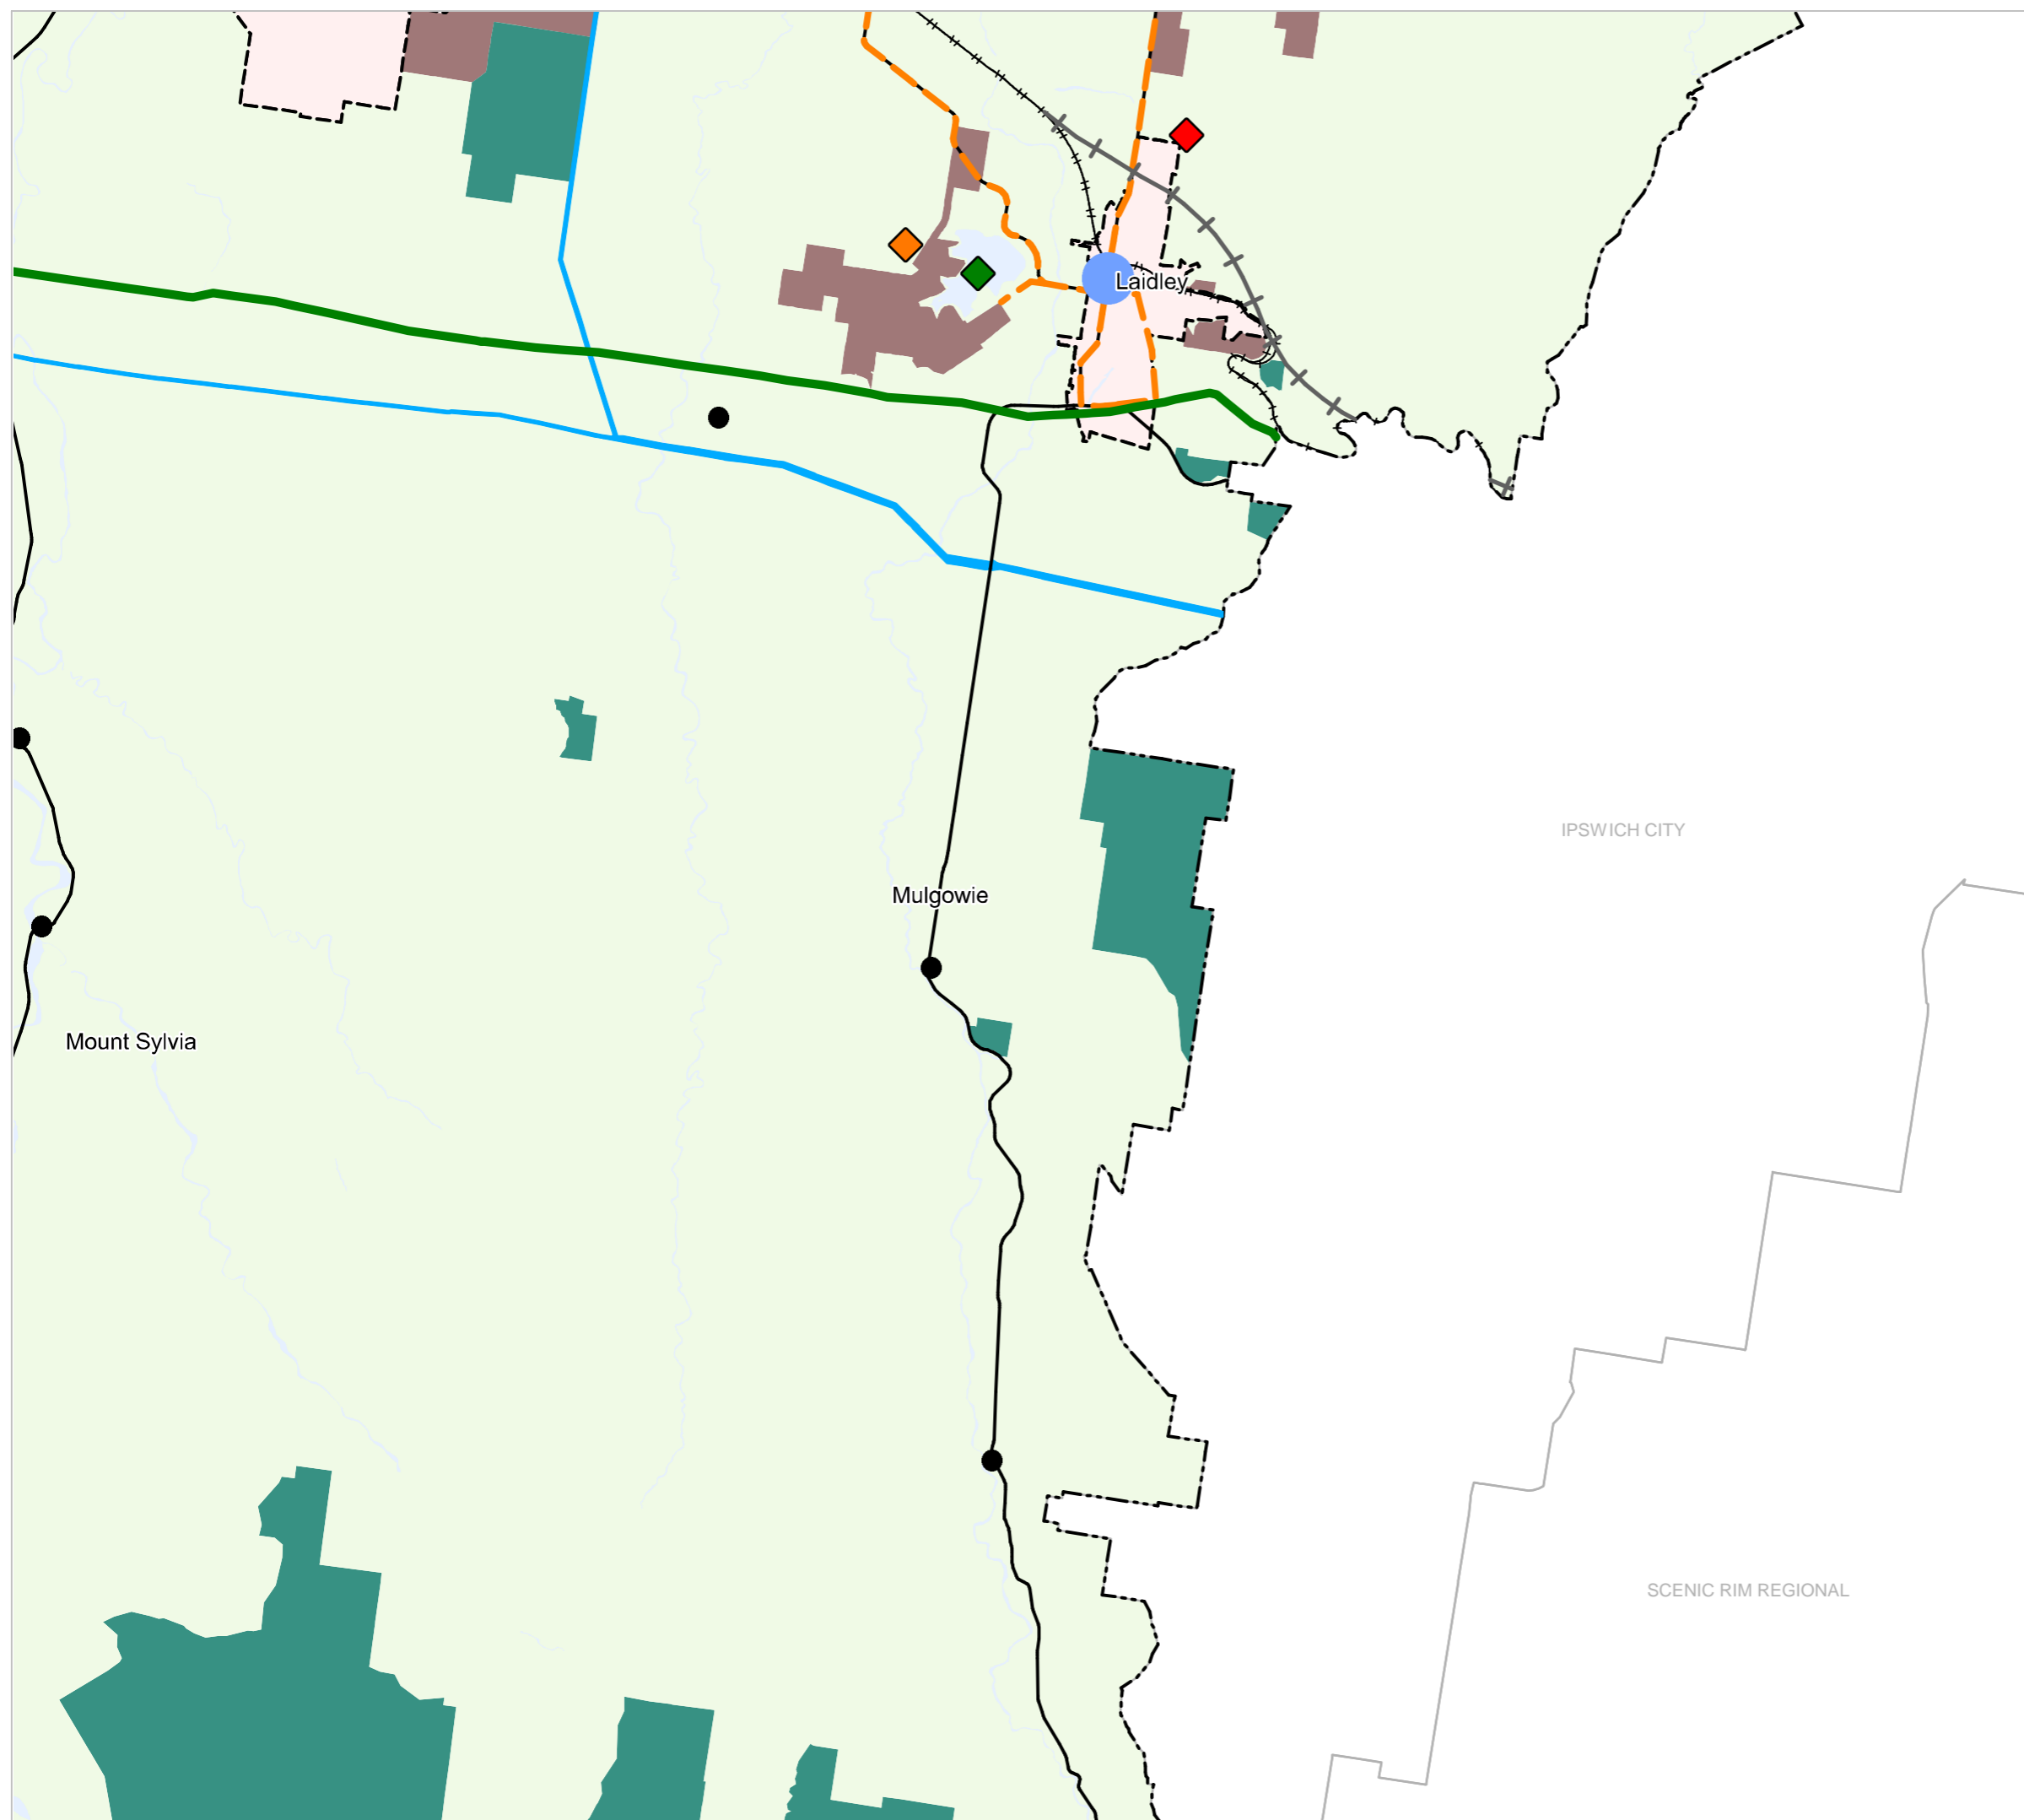 Laidley
IPSWICH CITY
Mulgowie
Mount Sylvia
SCENIC RIM REGIONAL